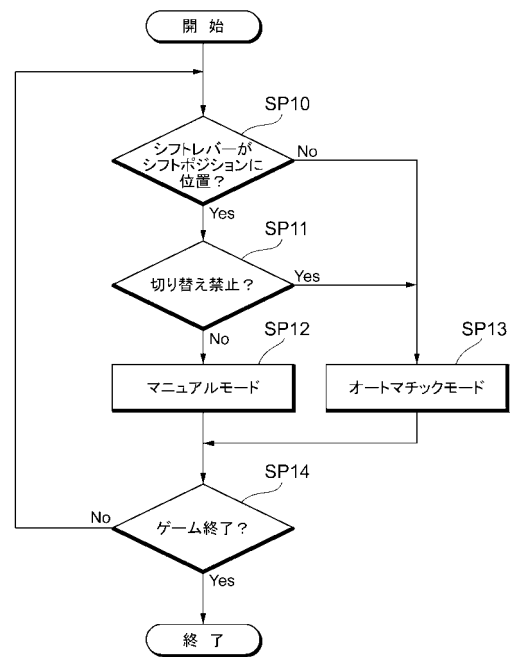 開 始
SP10
シフトレバーが
シフトポジションに
位置？
No
Yes
SP11
切り替え禁止？
Yes
No
SP12
マニュアルモード
SP13
オートマチックモード
SP14
ゲーム終了？
No
Yes
終 了